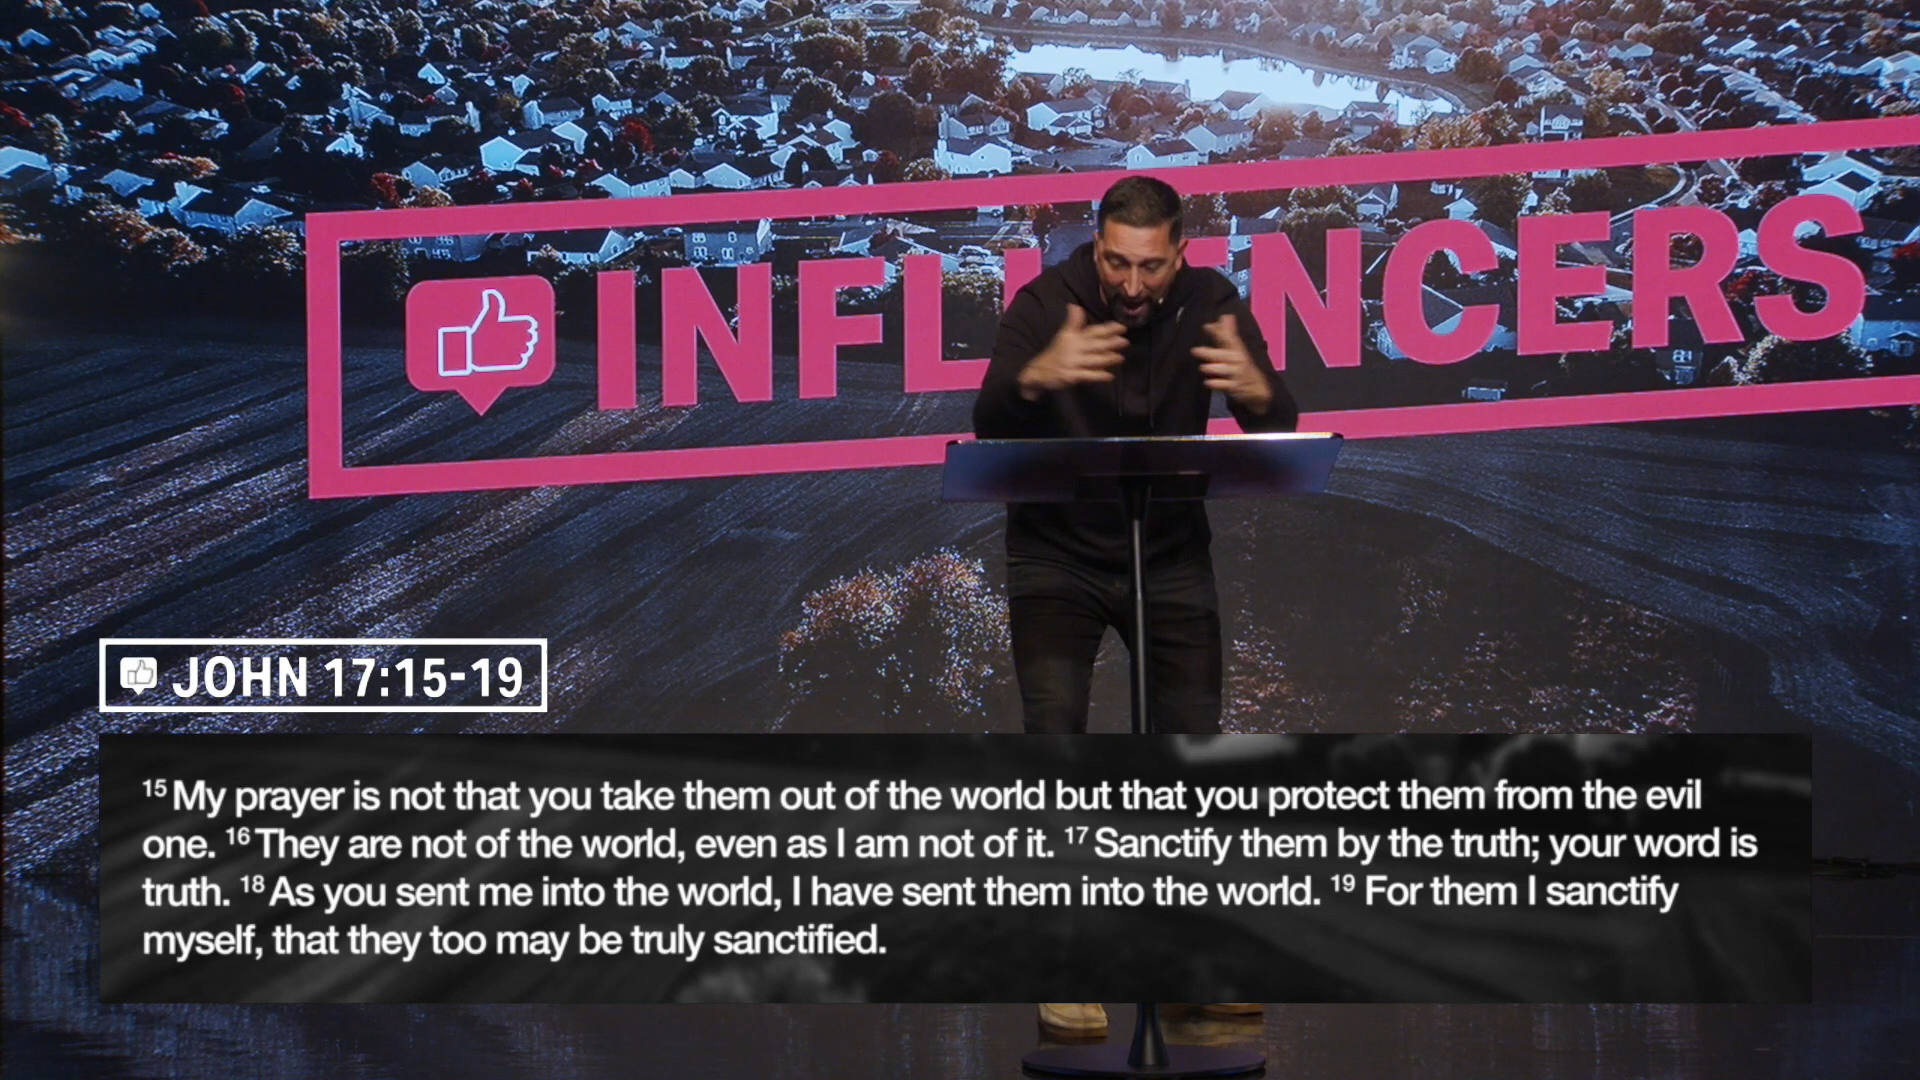 INFLUENCERS
JOHN 17:15-19
15 My prayer is not that you take them out of the world but that you protect them from the evil
one. 16 They are not of the world, even as I am not of it. 17 Sanctify them by the truth; your word is
truth. 18 As you sent me into the world, I have sent them into the world. 19 For them I sanctify
myself, that they too may be truly sanctified.